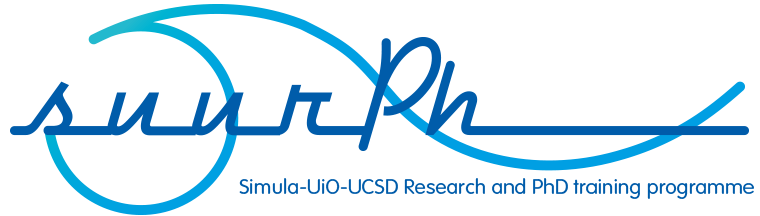 suurPh
Simula-UiO-UCSD Research and PhD training programme